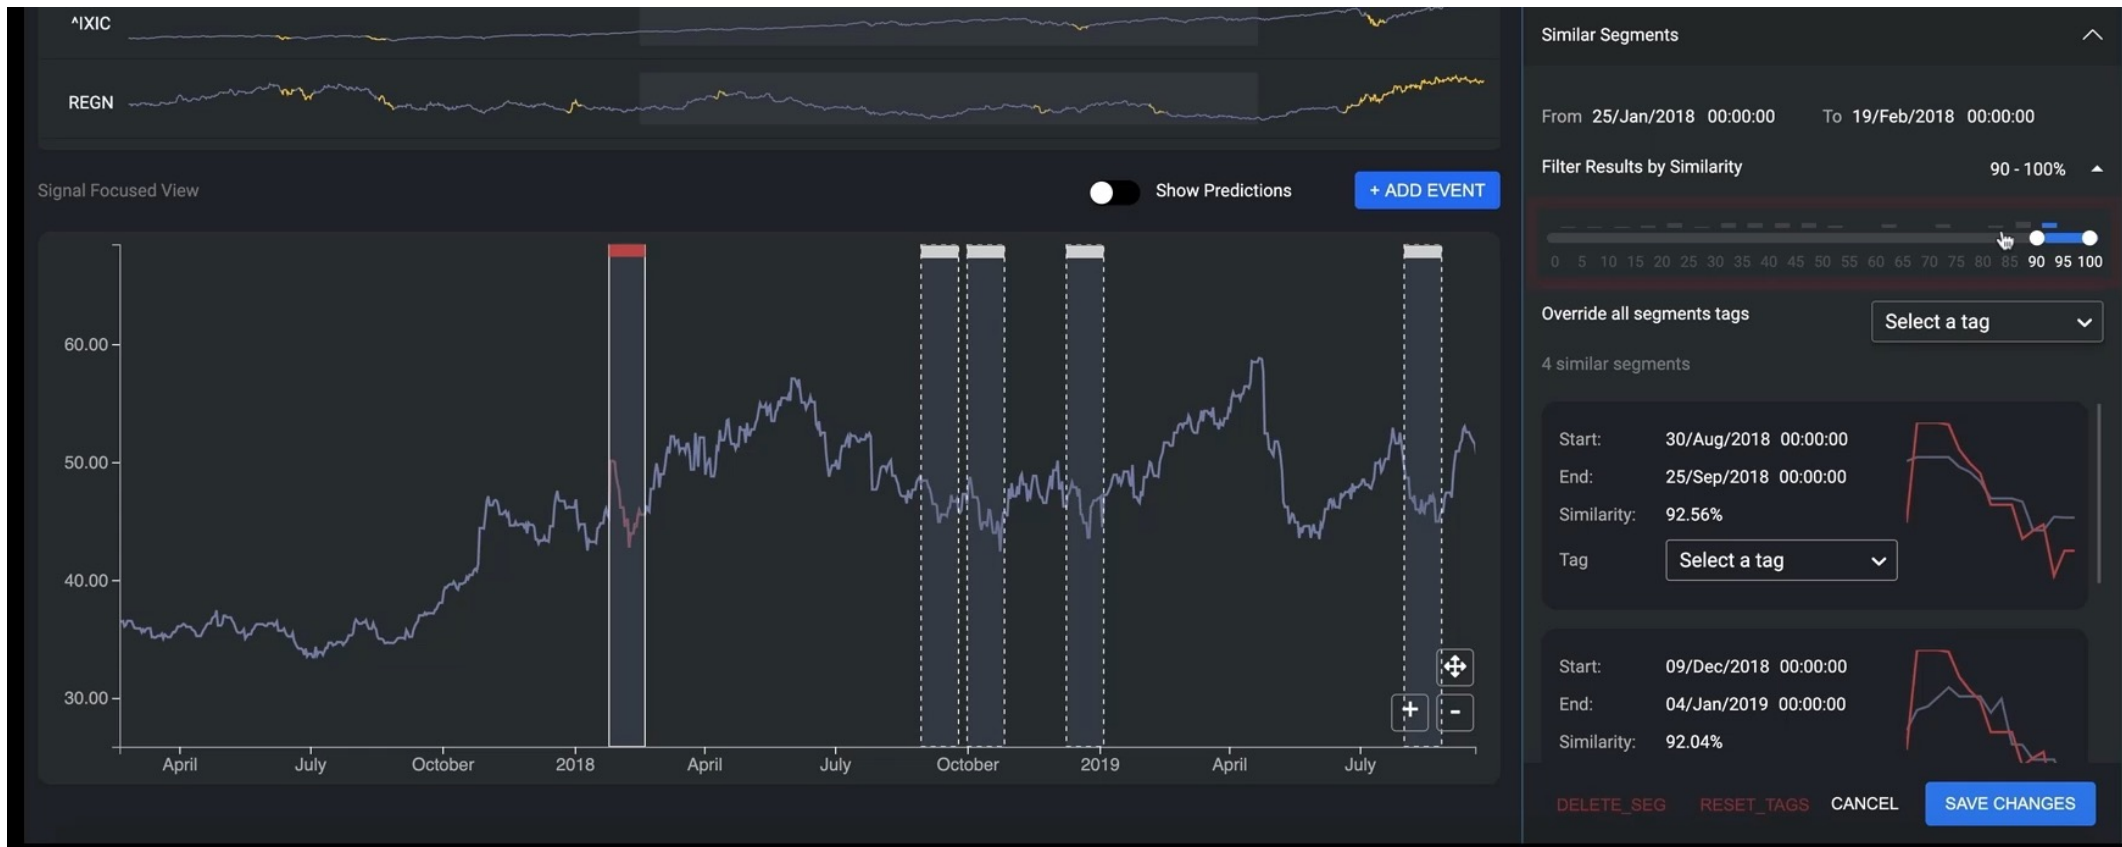 ^IXIC
REGN
Signal Focused View
Show Predictions
+ ADD EVENT
60.00
50.00
40.00
30.00
April July October 2018 April July October 2019 April July
+ -
Similar Segments
From 25/Jan/2018 00:00:00 To 19/Feb/2018 00:00:00
Filter Results by Similarity 90 - 100%
0 5 10 15 20 25 30 35 40 45 50 55 60 65 70 75 80 85 90 95 100
Override all segments tags Select a tag
4 similar segments
Start: 30/Aug/2018 00:00:00
End: 25/Sep/2018 00:00:00
Similarity: 92.56%
Tag Select a tag
Start: 09/Dec/2018 00:00:00
End: 04/Jan/2019 00:00:00
Similarity: 92.04%
DELETE_SEG RESET_TAGS CANCEL SAVE CHANGES